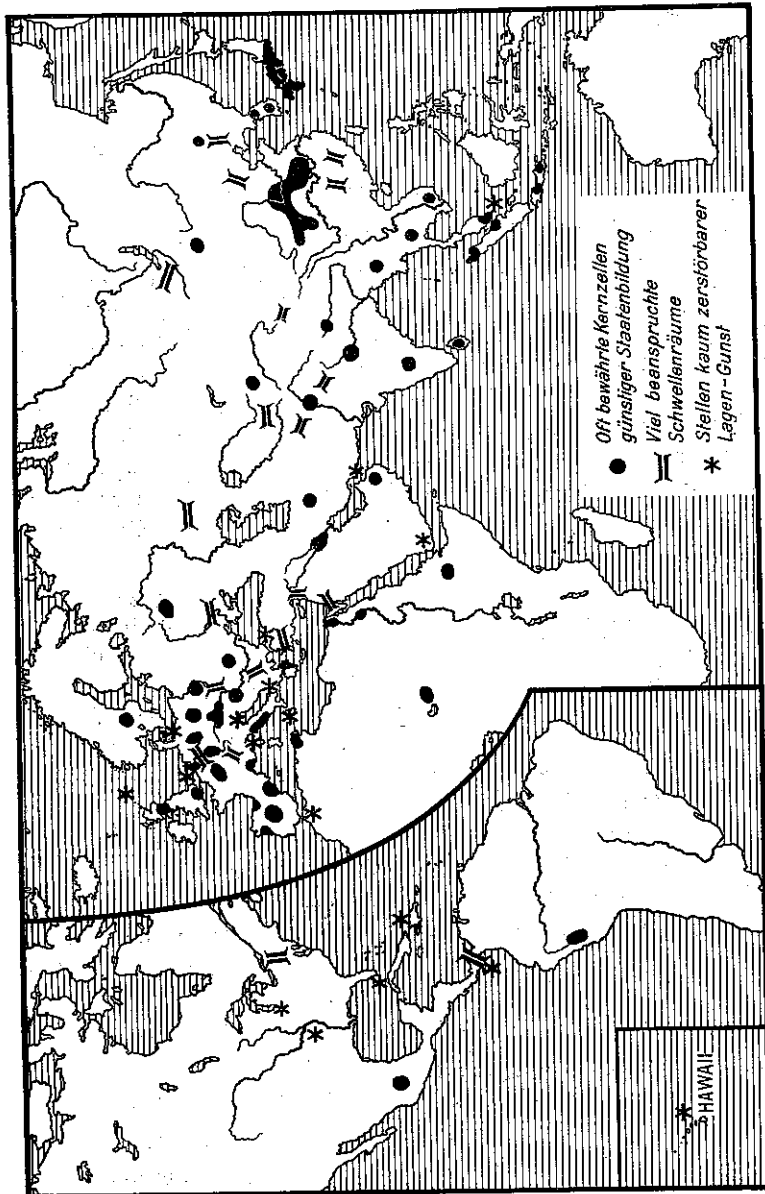 Oft bewährte Kernzellen
günstiger Staatenbildung
Viel beanspruchte
Schwellenräume
Stellen kaum zerstörbarer
Lagen-Gunst
HAWAII